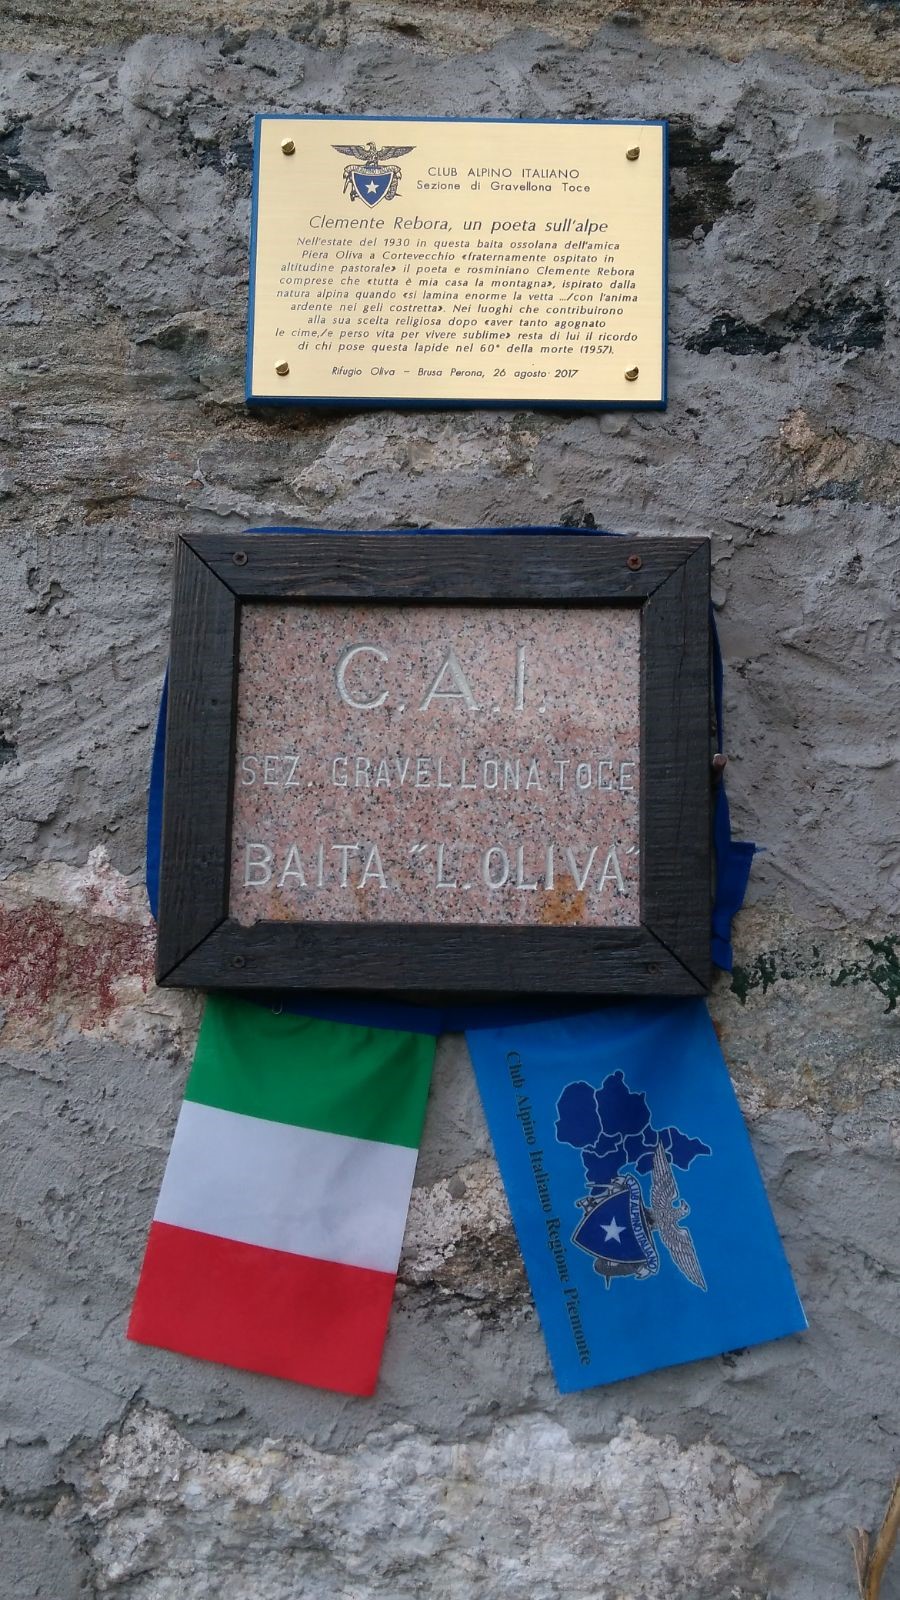 CLUB ALPINO ITALIANO
Sezione di Gravellona Toce
Clemente Rebora, un poeta sull'alpe
Nell'estate del 1930 in questa baita ossolana dell'amica
Piera Oliva a Cortevecchio «fraternamente ospitato in
altitudine pastorale» il poeta e rosminiano Clemente Rebora
comprese che «tutta è mia casa la montagna», ispirato dalla
natura alpina quando «si lamina enorme la vetta .../con l'anima
ardente nei geli costretta». Nei luoghi che contribuirono
alla sua scelta religiosa dopo «aver tanto agognato
le cime,/e perso vita per vivere sublime» resta di lui il ricordo
di chi pose questa lapide nel 60° della morte (1957).
Rifugio Oliva - Brusa Perona, 26 agosto 2017
C.A.I.
SEZ. GRAVELLONA TOCE
BAITA "L.OLIVA"
Club Alpino Italiano Regione Piemonte